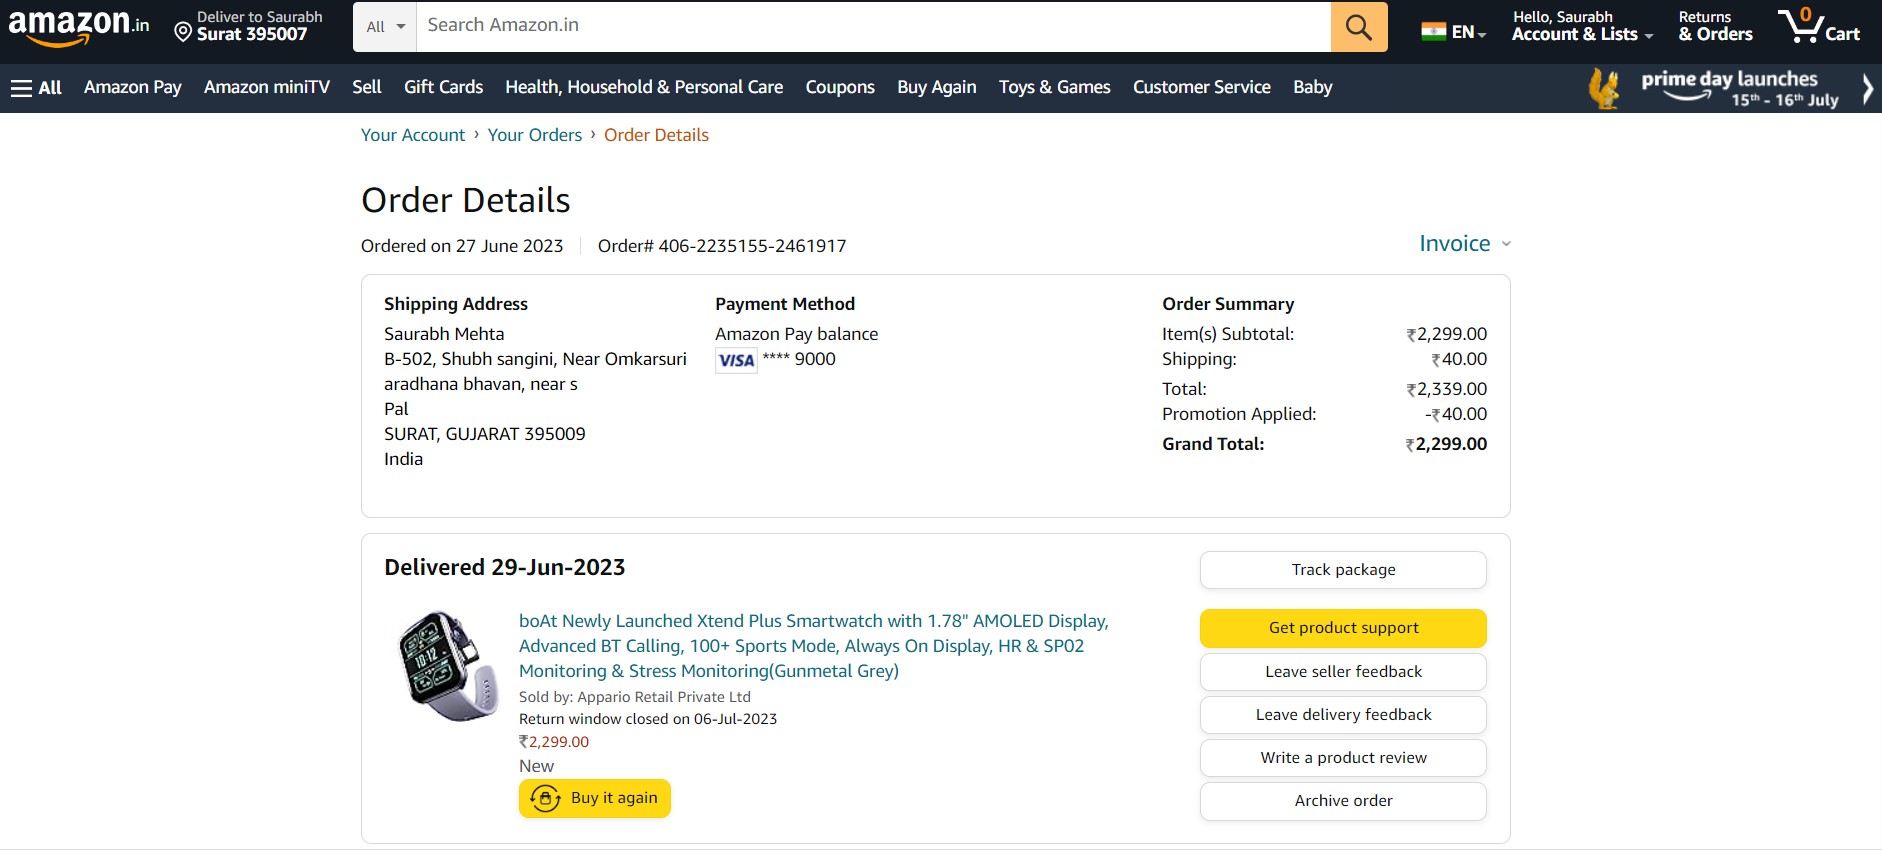 amazon.in
Deliver to Saurabh
Surat 395007
All
Search Amazon.in
EN
Hello, Saurabh
Account & Lists
Returns
& Orders
0
Cart
All Amazon Pay Amazon miniTV Sell Gift Cards Health, Household & Personal Care Coupons Buy Again Toys & Games Customer Service Baby
prime day launches
15th - 16th July
Your Account › Your Orders › Order Details
Order Details
Ordered on 27 June 2023 Order# 406-2235155-2461917
Invoice
Shipping Address
Saurabh Mehta
B-502, Shubh sangini, Near Omkarsuri
aradhana bhavan, near s
Pal
SURAT, GUJARAT 395009
India
Payment Method
Amazon Pay balance
VISA **** 9000
Order Summary
Item(s) Subtotal: ₹2,299.00
Shipping: ₹40.00
Total: ₹2,339.00
Promotion Applied: -₹40.00
Grand Total: ₹2,299.00
Delivered 29-Jun-2023
10:12
boAt Newly Launched Xtend Plus Smartwatch with 1.78" AMOLED Display,
Advanced BT Calling, 100+ Sports Mode, Always On Display, HR & SP02
Monitoring & Stress Monitoring(Gunmetal Grey)
Sold by: Appario Retail Private Ltd
Return window closed on 06-Jul-2023
₹2,299.00
New
Buy it again
Track package
Get product support
Leave seller feedback
Leave delivery feedback
Write a product review
Archive order